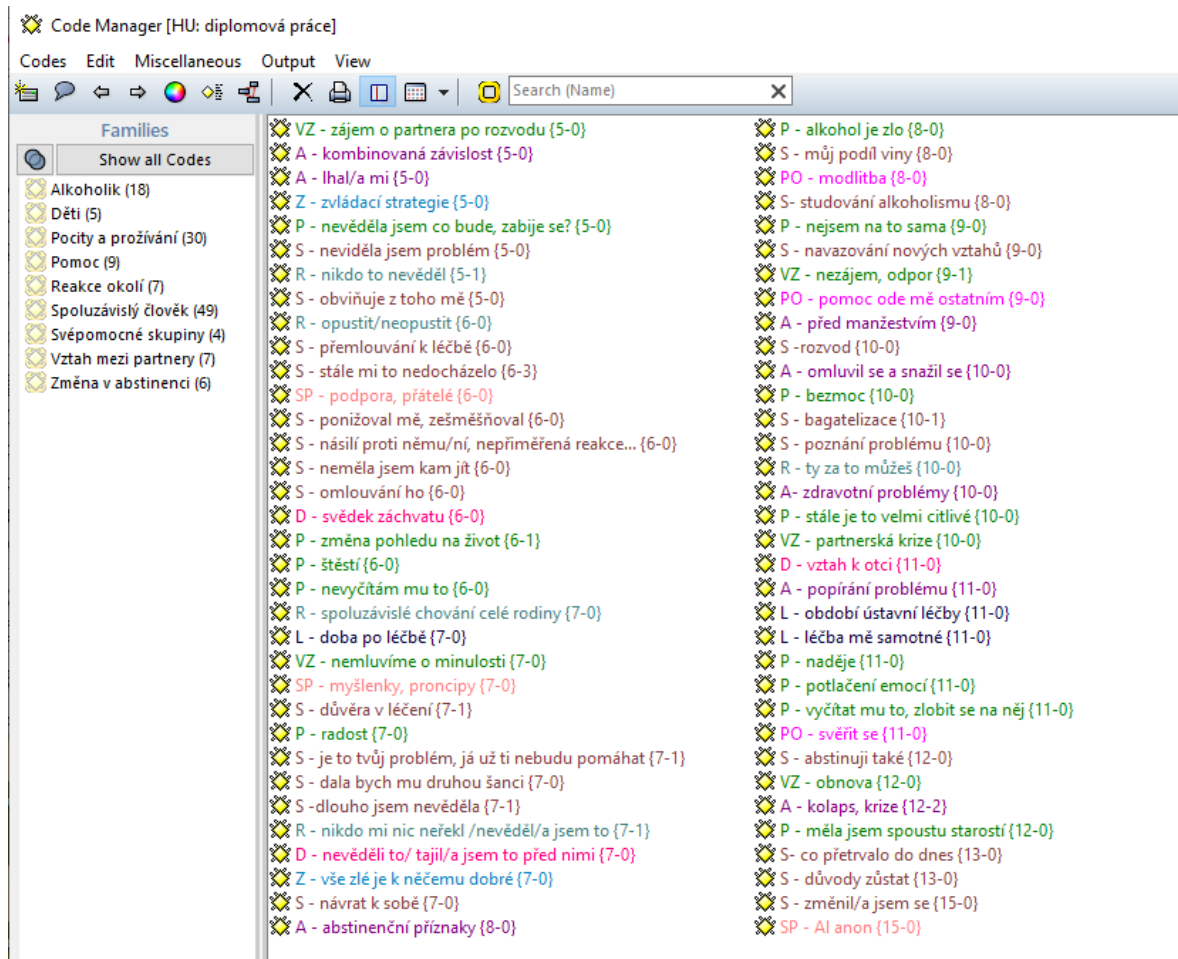 Code Manager [HU: diplomová práce]
Codes Edit Miscellaneous Output View
Search (Name)
Families
Show all Codes
Alkoholik (18)
Děti (5)
Pocity a prožívání (30)
Pomoc (9)
Reakce okolí (7)
Spoluzávislý člověk (49)
Svépomocné skupiny (4)
Vztah mezi partnery (7)
Změna v abstinenci (6)
VZ - zájem o partnera po rozvodu {5-0}
A - kombinovaná závislost {5-0}
A - lhal/a mi {5-0}
Z - zvládací strategie {5-0}
P - nevěděla jsem co bude, zabije se? {5-0}
S - neviděla jsem problém {5-0}
R - nikdo to nevěděl {5-1}
S - obviňuje z toho mě {5-0}
R - opustit/neopustit {6-0}
S - přemlouvání k léčbě {6-0}
S - stále mi to nedocházelo {6-3}
SP - podpora, přátelé {6-0}
S - ponižoval mě, zešměšňoval {6-0}
S - násilí proti němu/ní, nepřiměřená reakce... {6-0}
S - neměla jsem kam jít {6-0}
S - omlouvání ho {6-0}
D - svědek záchvatu {6-0}
P - změna pohledu na život {6-1}
P - štěstí {6-0}
P - nevyčítám mu to {6-0}
R - spoluzávislé chování celé rodiny {7-0}
L - doba po léčbě {7-0}
VZ - nemluvíme o minulosti {7-0}
SP - myšlenky, proncipy {7-0}
S - důvěra v léčení {7-1}
P - radost {7-0}
S - je to tvůj problém, já už ti nebudu pomáhat {7-1}
S - dala bych mu druhou šanci {7-0}
S -dlouho jsem nevěděla {7-1}
R - nikdo mi nic neřekl /nevěděl/a jsem to {7-1}
D - nevěděli to/ tajil/a jsem to před nimi {7-0}
Z - vše zlé je k něčemu dobré {7-0}
S - návrat k sobě {7-0}
A - abstinenční příznaky {8-0}
P - alkohol je zlo {8-0}
S - můj podíl viny {8-0}
PO - modlitba {8-0}
S- studování alkoholismu {8-0}
P - nejsem na to sama {9-0}
S - navazování nových vztahů {9-0}
VZ - nezájem, odpor {9-1}
PO - pomoc ode mě ostatním {9-0}
A - před manžestvím {9-0}
S -rozvod {10-0}
A - omluvil se a snažil se {10-0}
P - bezmoc {10-0}
S - bagatelizace {10-1}
S - poznání problému {10-0}
R - ty za to můžeš {10-0}
A- zdravotní problémy {10-0}
P - stále je to velmi citlivé {10-0}
VZ - partnerská krize {10-0}
D - vztah k otci {11-0}
A - popírání problému {11-0}
L - období ústavní léčby {11-0}
L - léčba mě samotné {11-0}
P - naděje {11-0}
P - potlačení emocí {11-0}
P - vyčítat mu to, zlobit se na něj {11-0}
PO - svěřit se {11-0}
S - abstinuji také {12-0}
VZ - obnova {12-0}
A - kolaps, krize {12-2}
P - měla jsem spoustu starostí {12-0}
S- co přetrvalo do dnes {13-0}
S - důvody zůstat {13-0}
S - změnil/a jsem se {15-0}
SP - Al anon {15-0}